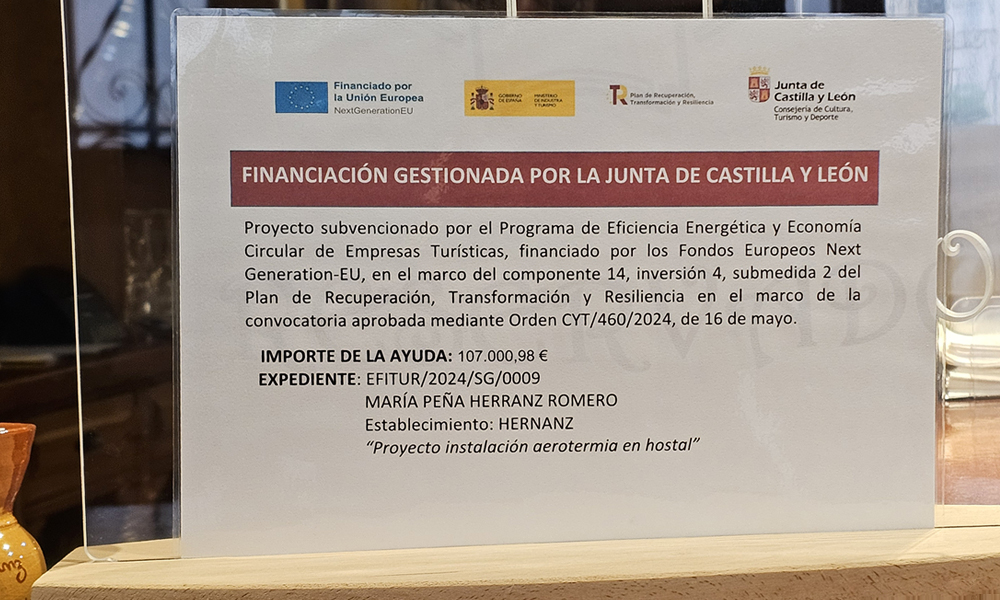 Financiado por
la Unión Europea
NextGenerationEU
GOBIERNO
DE ESPAÑA
MINISTERIO
DE INDUSTRIA
Y TURISMO
Plan de Recuperación,
Transformación y Resiliencia
Junta de
Castilla y León
Consejería de Cultura,
Turismo y Deporte
FINANCIACIÓN GESTIONADA POR LA JUNTA DE CASTILLA Y LEÓN
Proyecto subvencionado por el Programa de Eficiencia Energética y Economía
Circular de Empresas Turísticas, financiado por los Fondos Europeos Next
Generation-EU, en el marco del componente 14, inversión 4, submedida 2 del
Plan de Recuperación, Transformación y Resiliencia en el marco de la
convocatoria aprobada mediante Orden CYT/460/2024, de 16 de mayo.
IMPORTE DE LA AYUDA: 107.000,98 €
EXPEDIENTE: EFITUR/2024/SG/0009
MARÍA PEÑA HERRANZ ROMERO
Establecimiento: HERNANZ
“Proyecto instalación aerotermia en hostal”